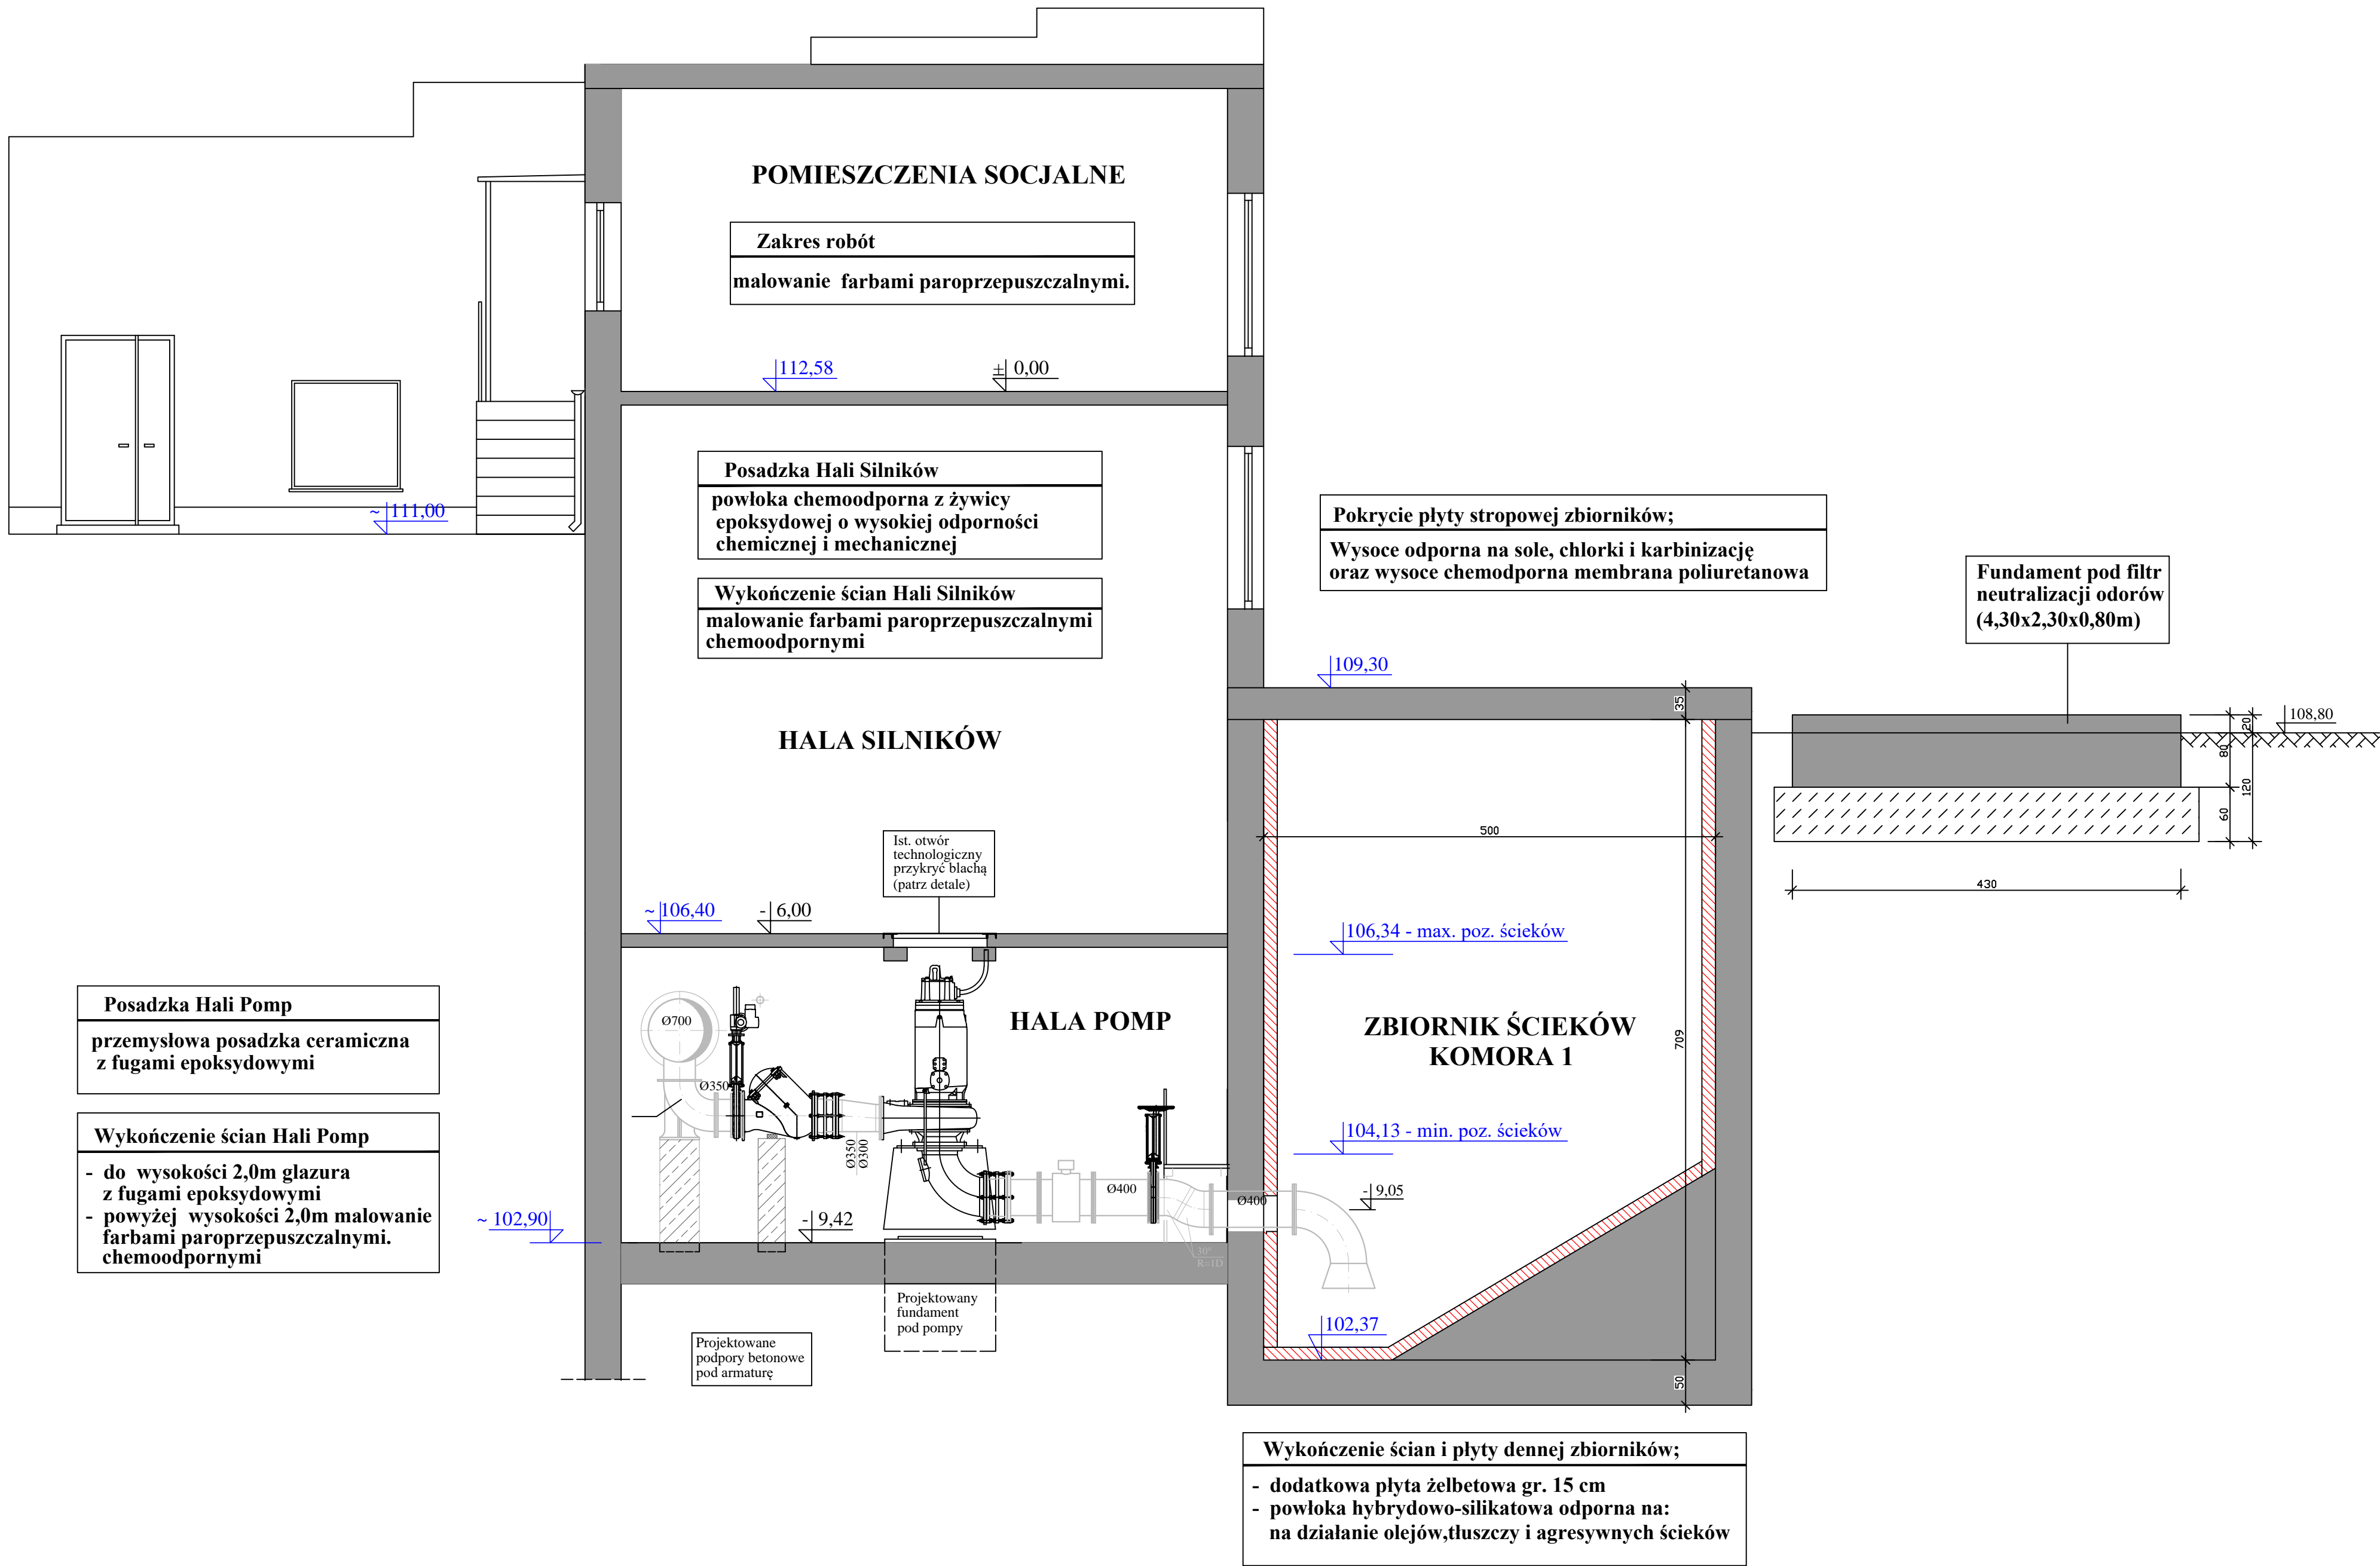 POMIESZCZENIA SOCJALNE
Zakres robót
malowanie farbami paroprzepuszczalnymi.
112,58
± 0,00
Posadzka Hali Silników
powłoka chemoodporna z żywicy
epoksydowej o wysokiej odporności
chemicznej i mechanicznej
Wykończenie ścian Hali Silników
malowanie farbami paroprzepuszczalnymi
chemoodpornymi
~ 111,00
Pokrycie płyty stropowej zbiorników;
Wysoce odporna na sole, chlorki i karbinizację
oraz wysoce chemodporna membrana poliuretanowa
Fundament pod filtr
neutralizacji odorów
(4,30x2,30x0,80m)
109,30
35
108,80
20
80
120
60
430
HALA SILNIKÓW
500
Ist. otwór
technologiczny
przykryć blachą
(patrz detale)
~ 106,40
- 6,00
106,34 - max. poz. ścieków
Posadzka Hali Pomp
przemysłowa posadzka ceramiczna
z fugami epoksydowymi
Wykończenie ścian Hali Pomp
- do wysokości 2,0m glazura
z fugami epoksydowymi
- powyżej wysokości 2,0m malowanie
farbami paroprzepuszczalnymi.
chemoodpornymi
Ø700
HALA POMP
ZBIORNIK ŚCIEKÓW
KOMORA 1
709
Ø350
104,13 - min. poz. ścieków
Ø350
Ø300
Ø400
Ø400
- 9,05
~ 102,90
- 9,42
30°
R=1D
Projektowany
fundament
pod pompy
Projektowane
podpory betonowe
pod armaturę
102,37
50
Wykończenie ścian i płyty dennej zbiorników;
- dodatkowa płyta żelbetowa gr. 15 cm
- powłoka hybrydowo-silikatowa odporna na:
na działanie olejów,tłuszczy i agresywnych ścieków